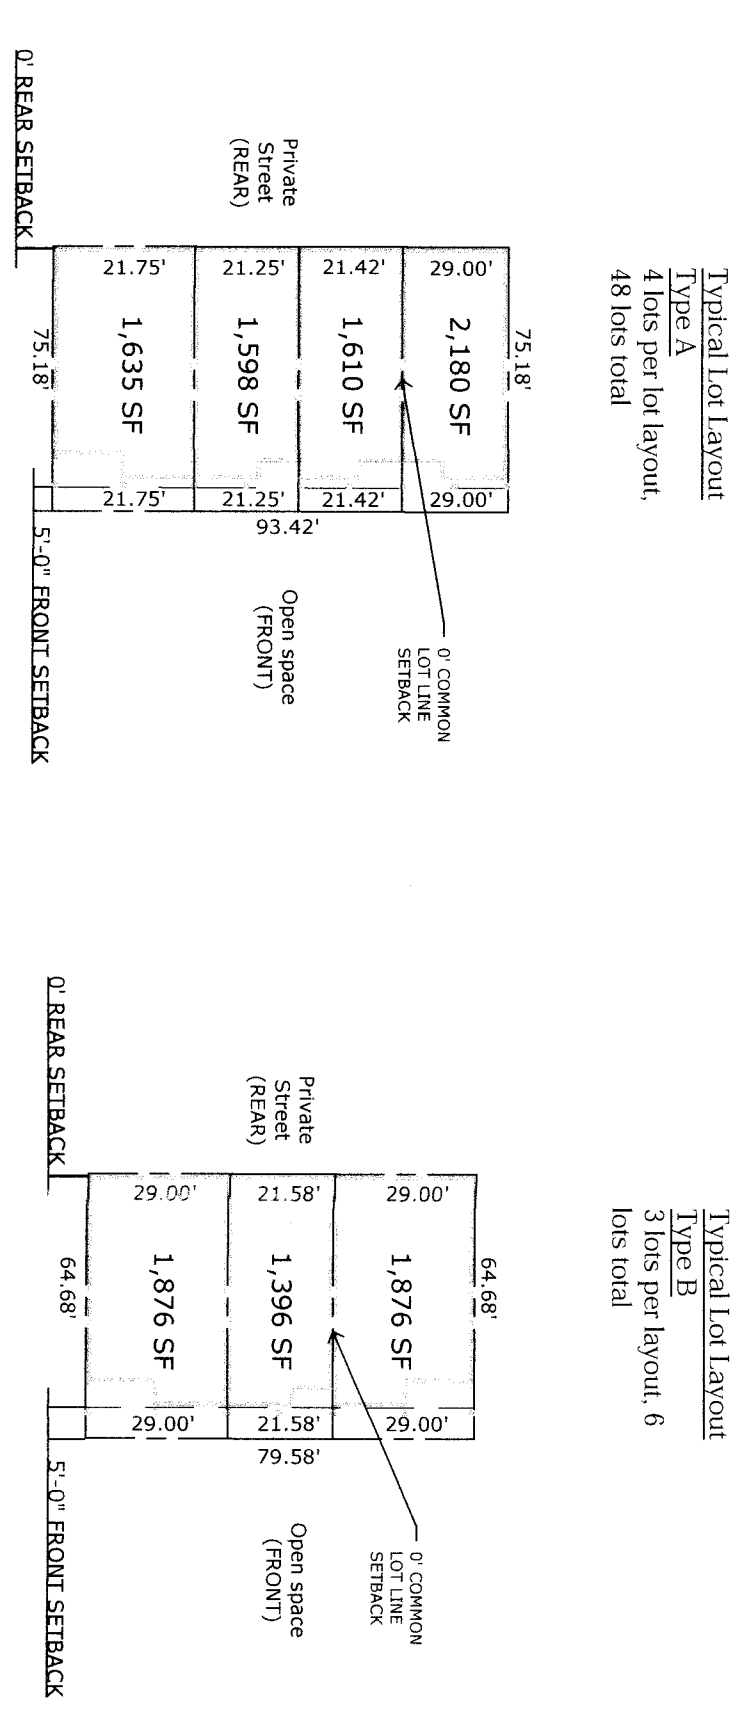 Typical Lot Layout
Type A
4 lots per lot layout,
48 lots total
75.18'
Private
Street
(REAR)
29.00'
2,180 SF
29.00'
21.42'
1,610 SF
21.42'
21.25'
1,598 SF
21.25'
21.75'
1,635 SF
21.75'
93.42'
75.18'
Open space
(FRONT)
0' COMMON
LOT LINE
SETBACK
0' REAR SETBACK
5'-0" FRONT SETBACK
Typical Lot Layout
Type B
3 lots per layout, 6
lots total
64.68'
Private
Street
(REAR)
29.00'
1,876 SF
29.00'
21.58'
1,396 SF
21.58'
29.00'
1,876 SF
29.00'
79.58'
64.68'
Open space
(FRONT)
0' COMMON
LOT LINE
SETBACK
0' REAR SETBACK
5'-0" FRONT SETBACK